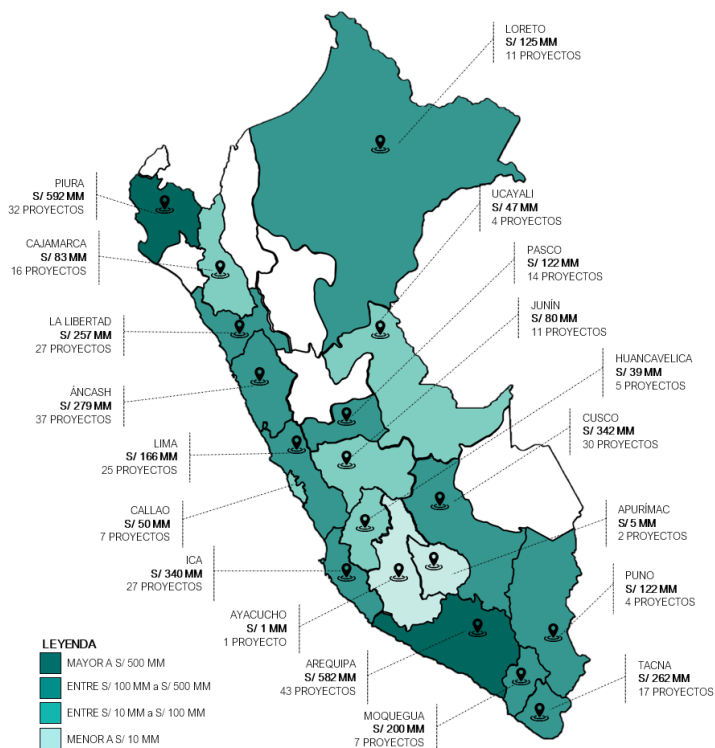 LORETO
S/ 125 MM
11 PROYECTOS
PIURA
S/ 592 MM
32 PROYECTOS
UCAYALI
S/ 47 MM
4 PROYECTOS
CAJAMARCA
S/ 83 MM
16 PROYECTOS
PASCO
S/ 122 MM
14 PROYECTOS
JUNÍN
S/ 80 MM
11 PROYECTOS
LA LIBERTAD
S/ 257 MM
27 PROYECTOS
HUANCAVELICA
S/ 39 MM
5 PROYECTOS
ÁNCASH
S/ 279 MM
37 PROYECTOS
CUSCO
S/ 342 MM
30 PROYECTOS
LIMA
S/ 166 MM
25 PROYECTOS
CALLAO
S/ 50 MM
7 PROYECTOS
APURÍMAC
S/ 5 MM
2 PROYECTOS
ICA
S/ 340 MM
27 PROYECTOS
PUNO
S/ 122 MM
4 PROYECTOS
AYACUCHO
S/ 1 MM
1 PROYECTO
AREQUIPA
S/ 582 MM
43 PROYECTOS
TACNA
S/ 262 MM
17 PROYECTOS
MOQUEGUA
S/ 200 MM
7 PROYECTOS
LEYENDA
MAYOR A S/ 500 MM
ENTRE S/ 100 MM a S/ 500 MM
ENTRE S/ 10 MM a S/ 100 MM
MENOR A S/ 10 MM